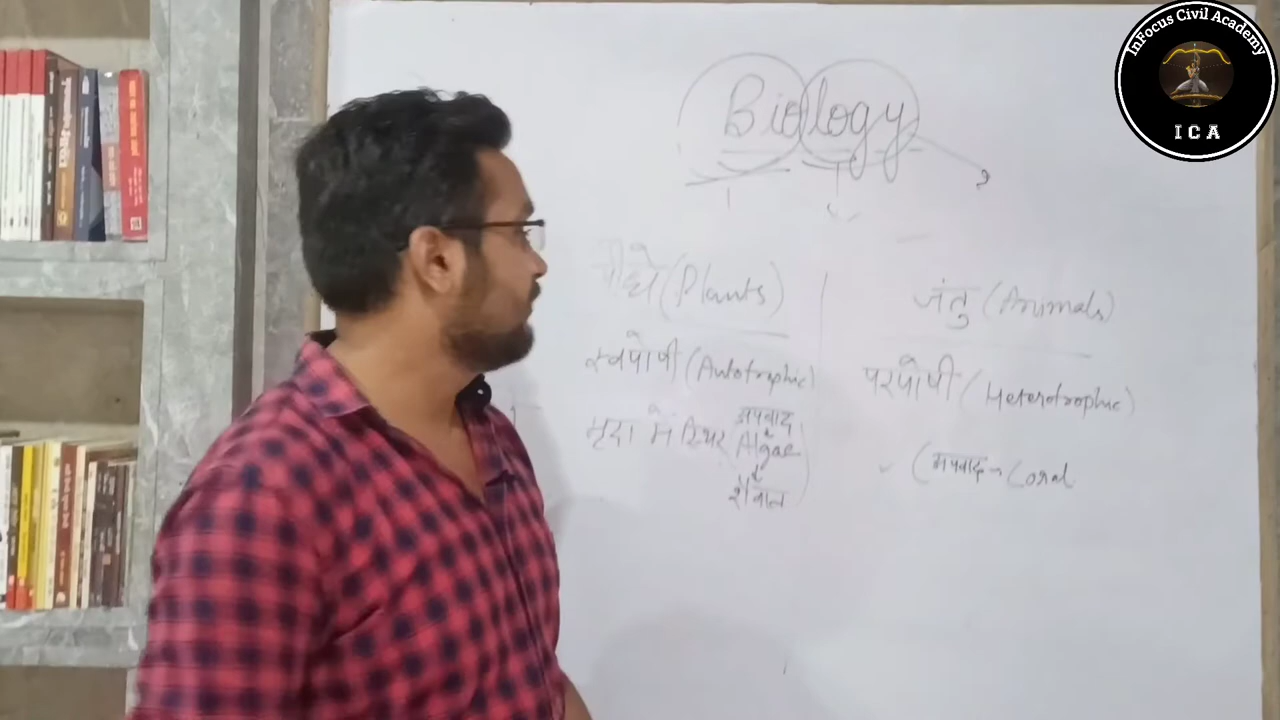 InFocus Civil Academy
ICA
Biology
?
पौधे (Plants)
जंतु (Animals)
स्वपोषी (Autotrophic)
परपोषी (Heterotrophic)
मृदा मे स्थिर
अपवाद
Algae
शैवाल
(अपवाद → Coral